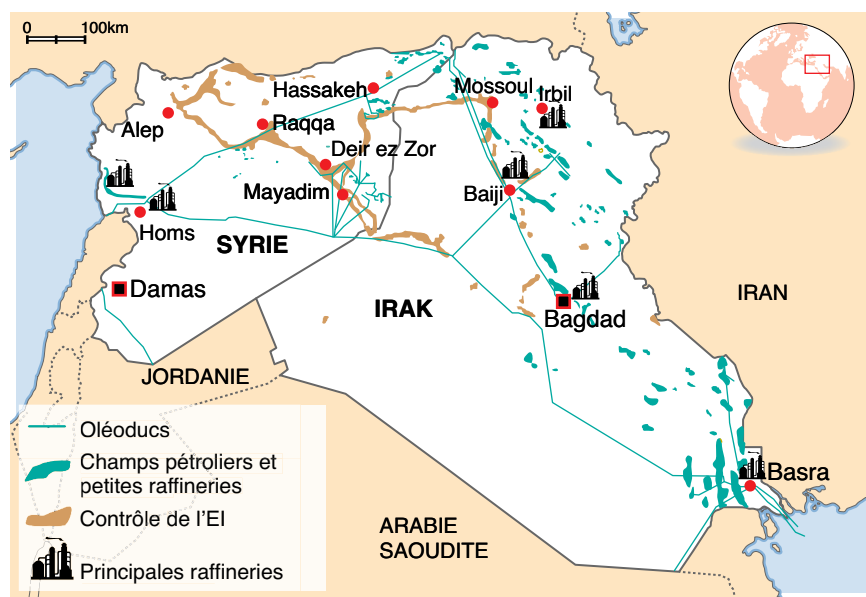 0 100km
Hassakeh
Mossoul
Irbil
Alep
Raqqa
Deir ez Zor
Mayadim
Baiji
Homs
SYRIE
Damas
IRAK
Bagdad
IRAN
JORDANIE
Basra
ARABIE
SAOUDITE
Oléoducs
Champs pétroliers et
petites raffineries
Contrôle de l'EI
Principales raffineries